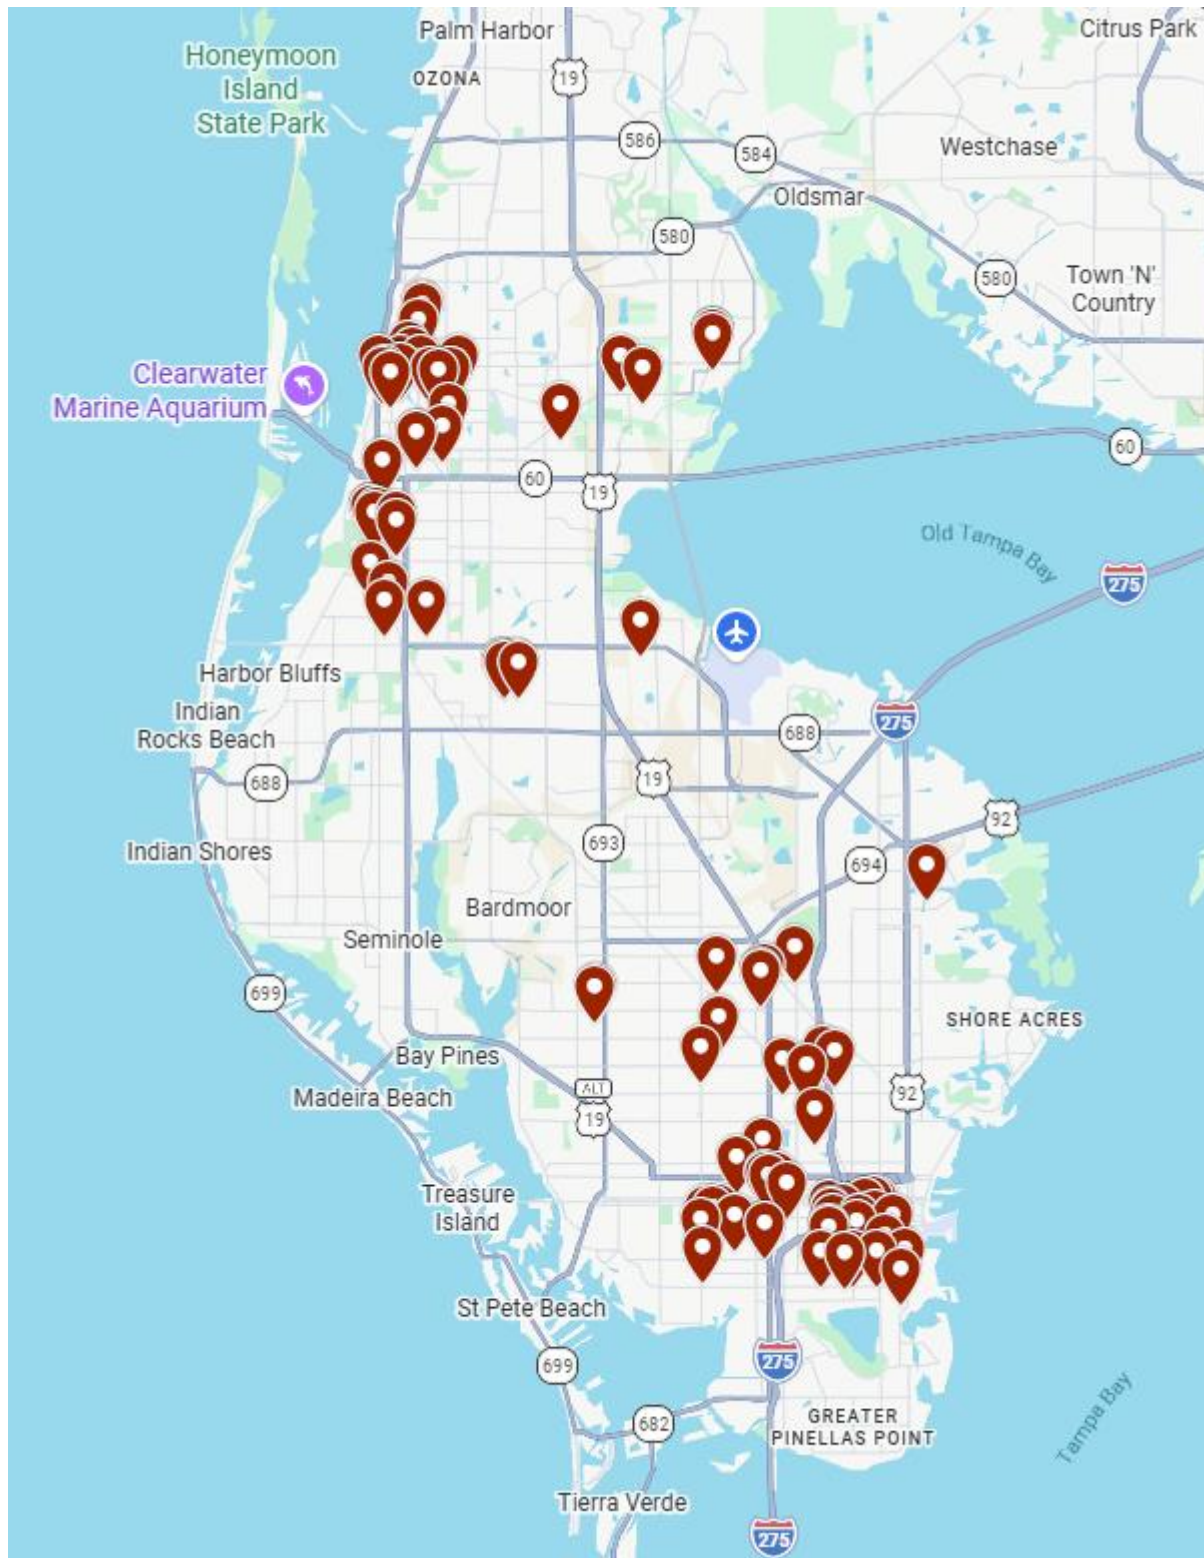 Palm Harbor
Citrus Park
Honeymoon
Island
State Park
OZONA
19
586
584
Westchase
Oldsmar
580
580
Town 'N'
Country
Clearwater
Marine Aquarium
60
60
19
Old Tampa Bay
275
Harbor Bluffs
Indian
Rocks Beach
275
688
688
19
92
Indian Shores
693
694
Bardmoor
Seminole
699
SHORE ACRES
Bay Pines
Madeira Beach
ALT
19
92
Treasure
Island
St Pete Beach
275
699
Tampa Bay
GREATER
PINELLAS POINT
682
Tierra Verde
275